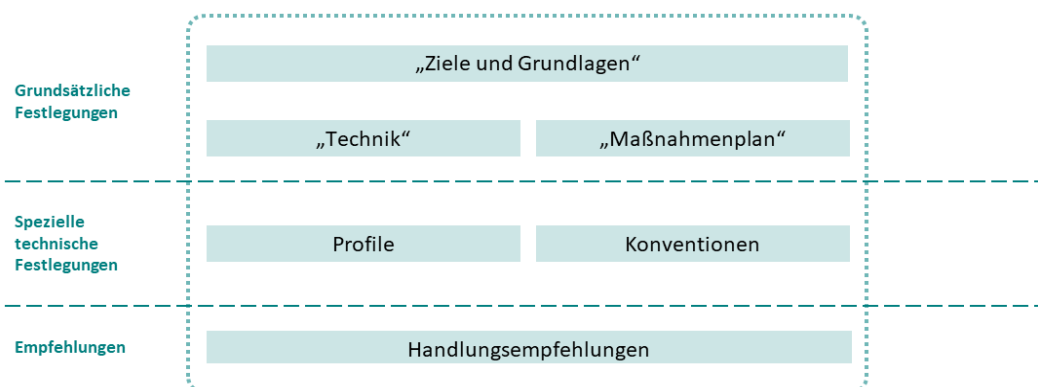 „Ziele und Grundlagen“
Grundsätzliche
Festlegungen
„Technik“
„Maßnahmenplan“
Spezielle
technische
Festlegungen
Profile
Konventionen
Empfehlungen
Handlungsempfehlungen